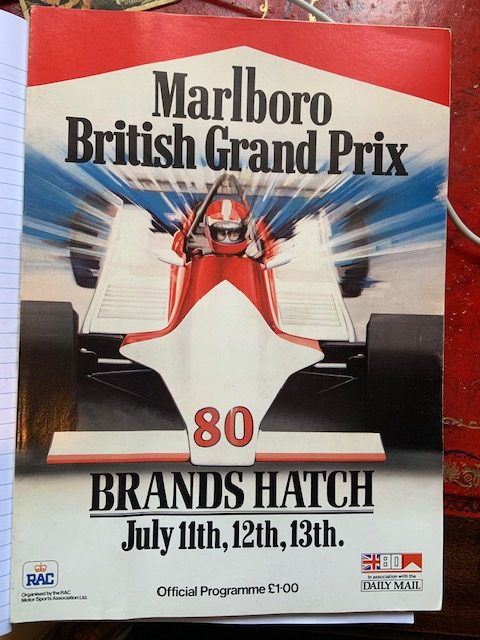 Marlboro
British Grand Prix
80
BRANDS HATCH
July 11th, 12th, 13th.
RAC
Organised by the RAC
Motor Sports Association Ltd.
Official Programme £1·00
80
In association with the
DAILY MAIL